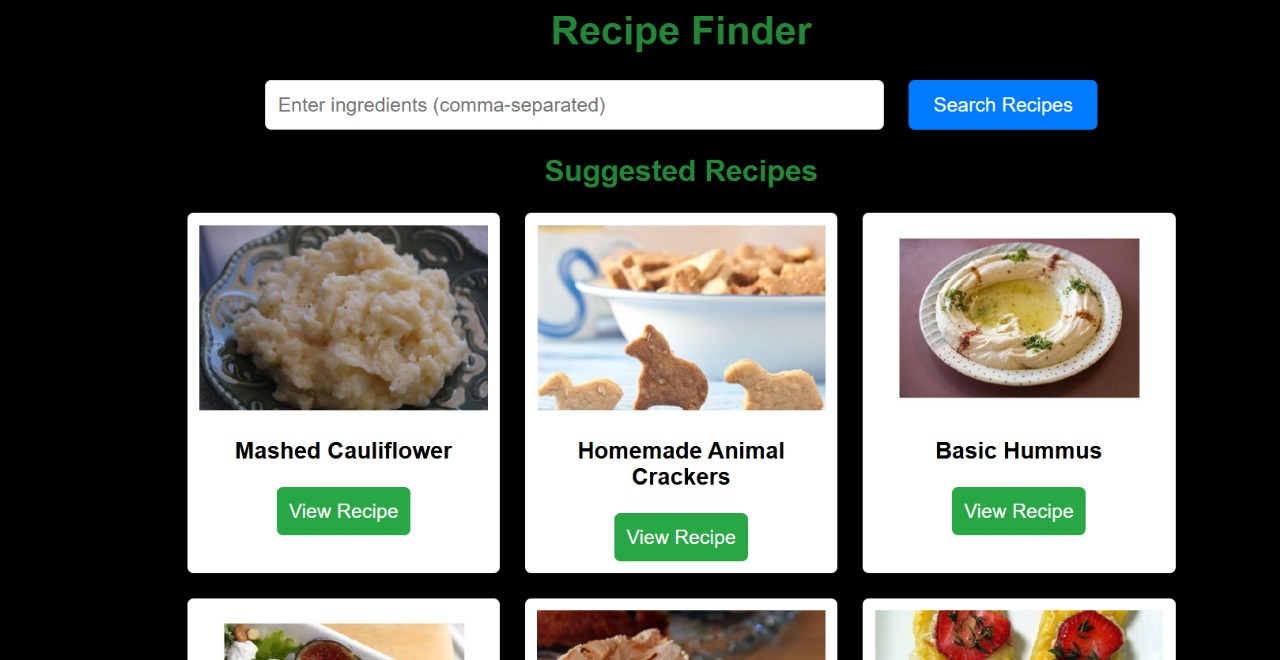 Recipe Finder
Enter ingredients (comma-separated)
Search Recipes
Suggested Recipes
Mashed Cauliflower
View Recipe
Homemade Animal
Crackers
View Recipe
Basic Hummus
View Recipe